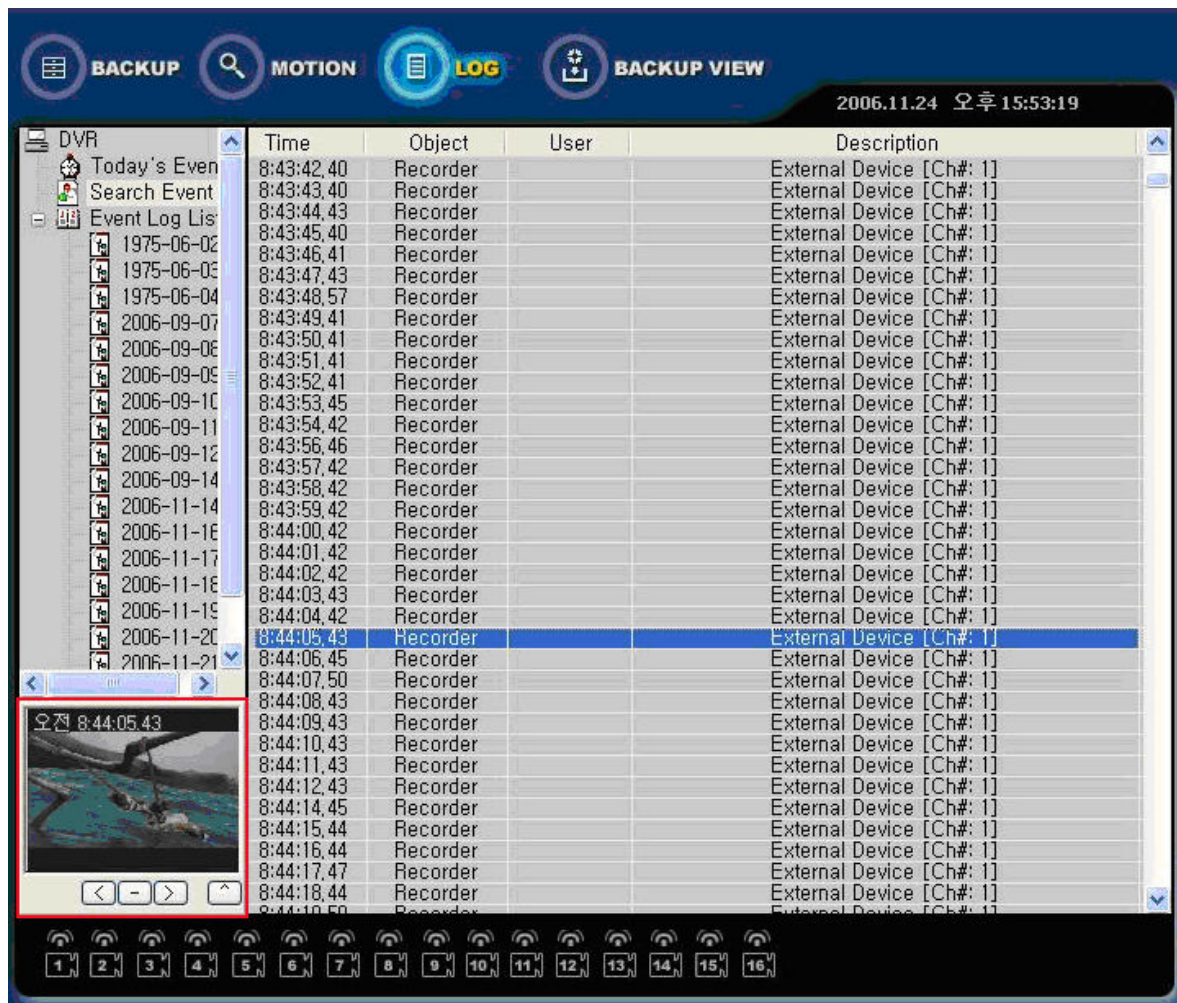 BACKUP MOTION LOG BACKUP VIEW
2006.11.24 오후 15:53:19
DVR
Today's Even
Search Event
Event Log Lis
1975-06-02
1975-06-03
1975-06-04
2006-09-07
2006-09-08
2006-09-09
2006-09-10
2006-09-11
2006-09-12
2006-09-14
2006-11-14
2006-11-16
2006-11-17
2006-11-18
2006-11-19
2006-11-20
2006-11-21
Time Object User Description
8:43:42,40 Recorder External Device [Ch#: 1]
8:43:43,40 Recorder External Device [Ch#: 1]
8:43:44,43 Recorder External Device [Ch#: 1]
8:43:45,40 Recorder External Device [Ch#: 1]
8:43:46,41 Recorder External Device [Ch#: 1]
8:43:47,43 Recorder External Device [Ch#: 1]
8:43:48,57 Recorder External Device [Ch#: 1]
8:43:49,41 Recorder External Device [Ch#: 1]
8:43:50,41 Recorder External Device [Ch#: 1]
8:43:51,41 Recorder External Device [Ch#: 1]
8:43:52,41 Recorder External Device [Ch#: 1]
8:43:53,45 Recorder External Device [Ch#: 1]
8:43:54,42 Recorder External Device [Ch#: 1]
8:43:56,46 Recorder External Device [Ch#: 1]
8:43:57,42 Recorder External Device [Ch#: 1]
8:43:58,42 Recorder External Device [Ch#: 1]
8:43:59,42 Recorder External Device [Ch#: 1]
8:44:00,42 Recorder External Device [Ch#: 1]
8:44:01,42 Recorder External Device [Ch#: 1]
8:44:02,42 Recorder External Device [Ch#: 1]
8:44:03,43 Recorder External Device [Ch#: 1]
8:44:04,42 Recorder External Device [Ch#: 1]
8:44:05,43 Recorder External Device [Ch#: 1]
8:44:06,45 Recorder External Device [Ch#: 1]
8:44:07,50 Recorder External Device [Ch#: 1]
8:44:08,43 Recorder External Device [Ch#: 1]
8:44:09,43 Recorder External Device [Ch#: 1]
8:44:10,43 Recorder External Device [Ch#: 1]
8:44:11,43 Recorder External Device [Ch#: 1]
8:44:12,43 Recorder External Device [Ch#: 1]
8:44:14,45 Recorder External Device [Ch#: 1]
8:44:15,44 Recorder External Device [Ch#: 1]
8:44:16,44 Recorder External Device [Ch#: 1]
8:44:17,47 Recorder External Device [Ch#: 1]
8:44:18,44 Recorder External Device [Ch#: 1]
8:44:19,50 Recorder External Device [Ch#: 1]
오전 8:44:05.43
< - > ^
1 2 3 4 5 6 7 8 9 10 11 12 13 14 15 16